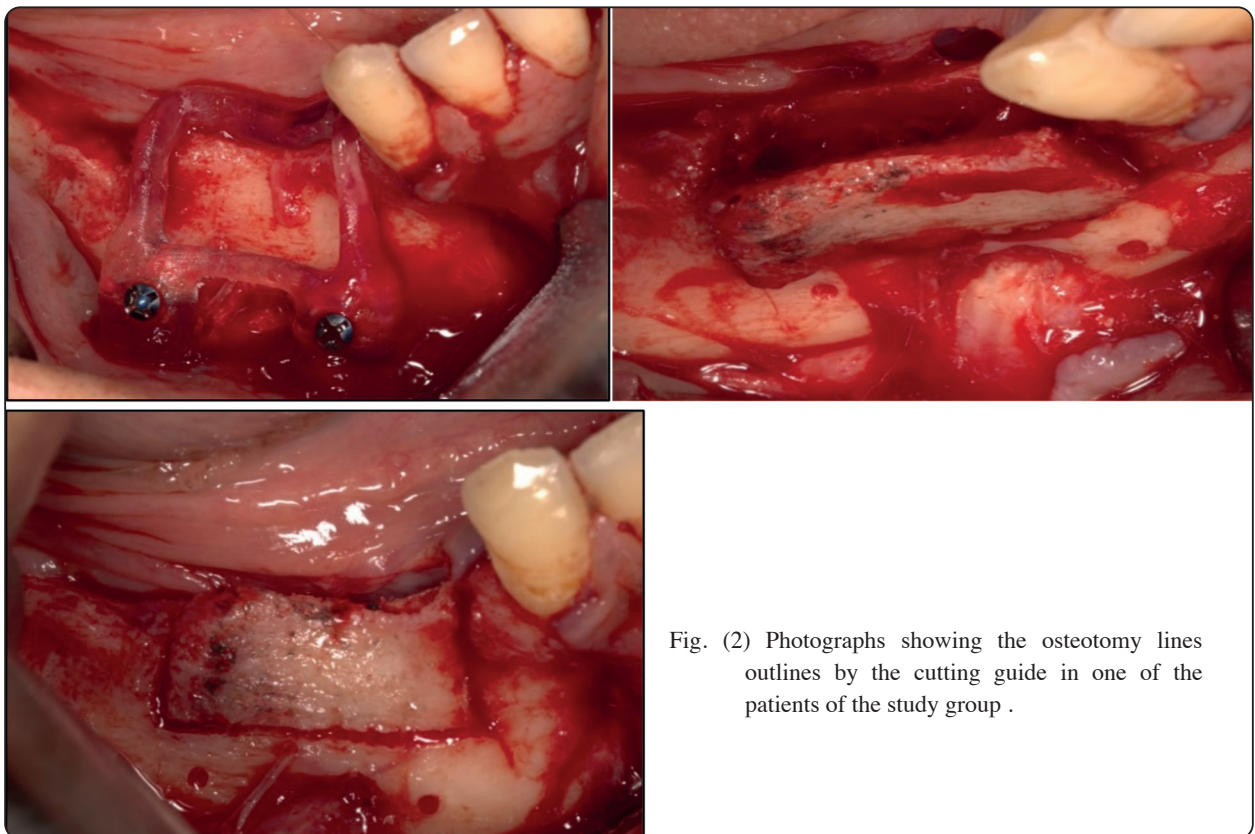 Fig. (2) Photographs showing the osteotomy lines
outlines by the cutting guide in one of the
patients of the study group .